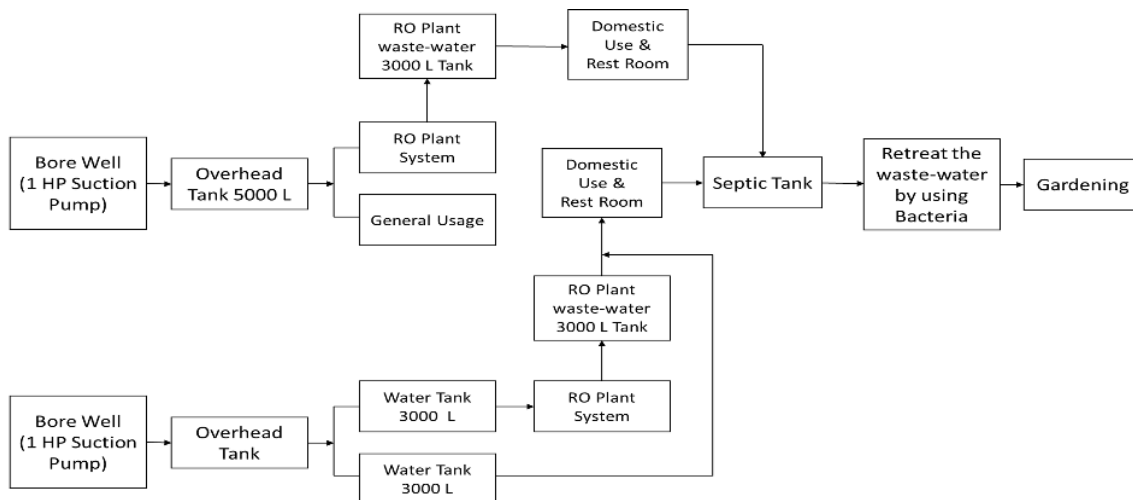 RO Plant
waste-water
3000 L Tank
Domestic
Use &
Rest Room
Bore Well
(1 HP Suction
Pump)
Overhead
Tank 5000 L
RO Plant
System
General Usage
Domestic
Use &
Rest Room
Septic Tank
Retreat the
waste-water
by using
Bacteria
Gardening
RO Plant
waste-water
3000 L Tank
Bore Well
(1 HP Suction
Pump)
Overhead
Tank
Water Tank
3000 L
RO Plant
System
Water Tank
3000 L